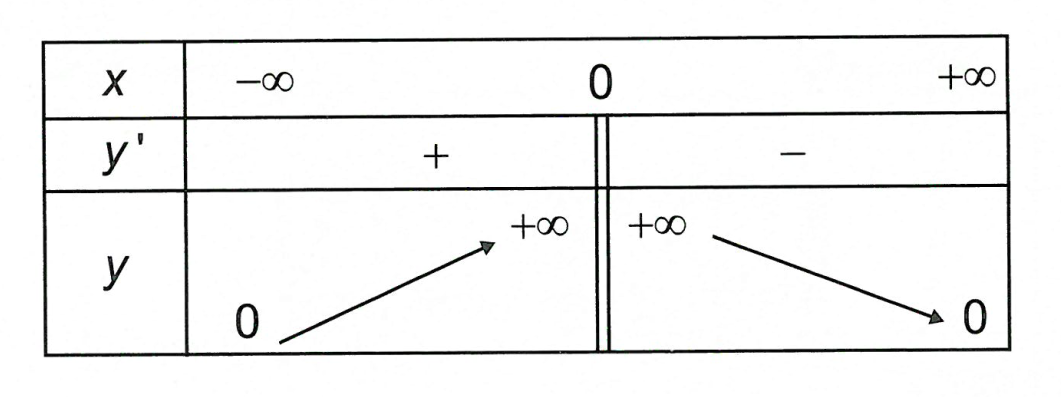 x −∞ 0 +∞
y' + −
+∞ +∞
y
0 0